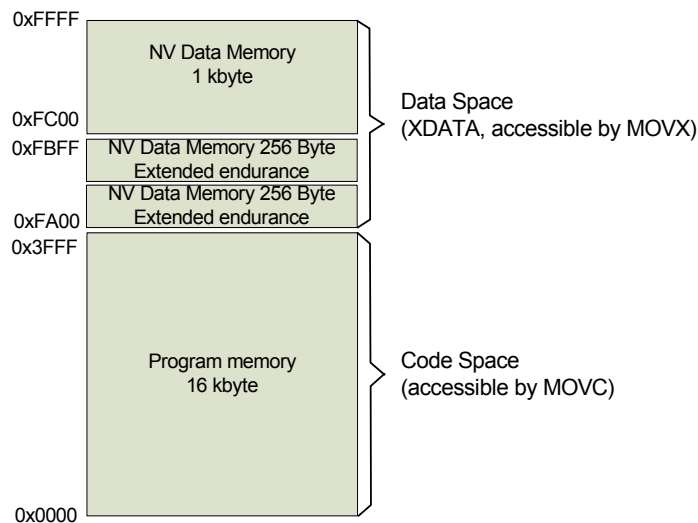 0xFFFF
NV Data Memory
1 kbyte
0xFC00
Data Space
(XDATA, accessible by MOVX)
0xFBFF
NV Data Memory 256 Byte
Extended endurance
NV Data Memory 256 Byte
Extended endurance
0xFA00
0x3FFF
Program memory
16 kbyte
Code Space
(accessible by MOVC)
0x0000